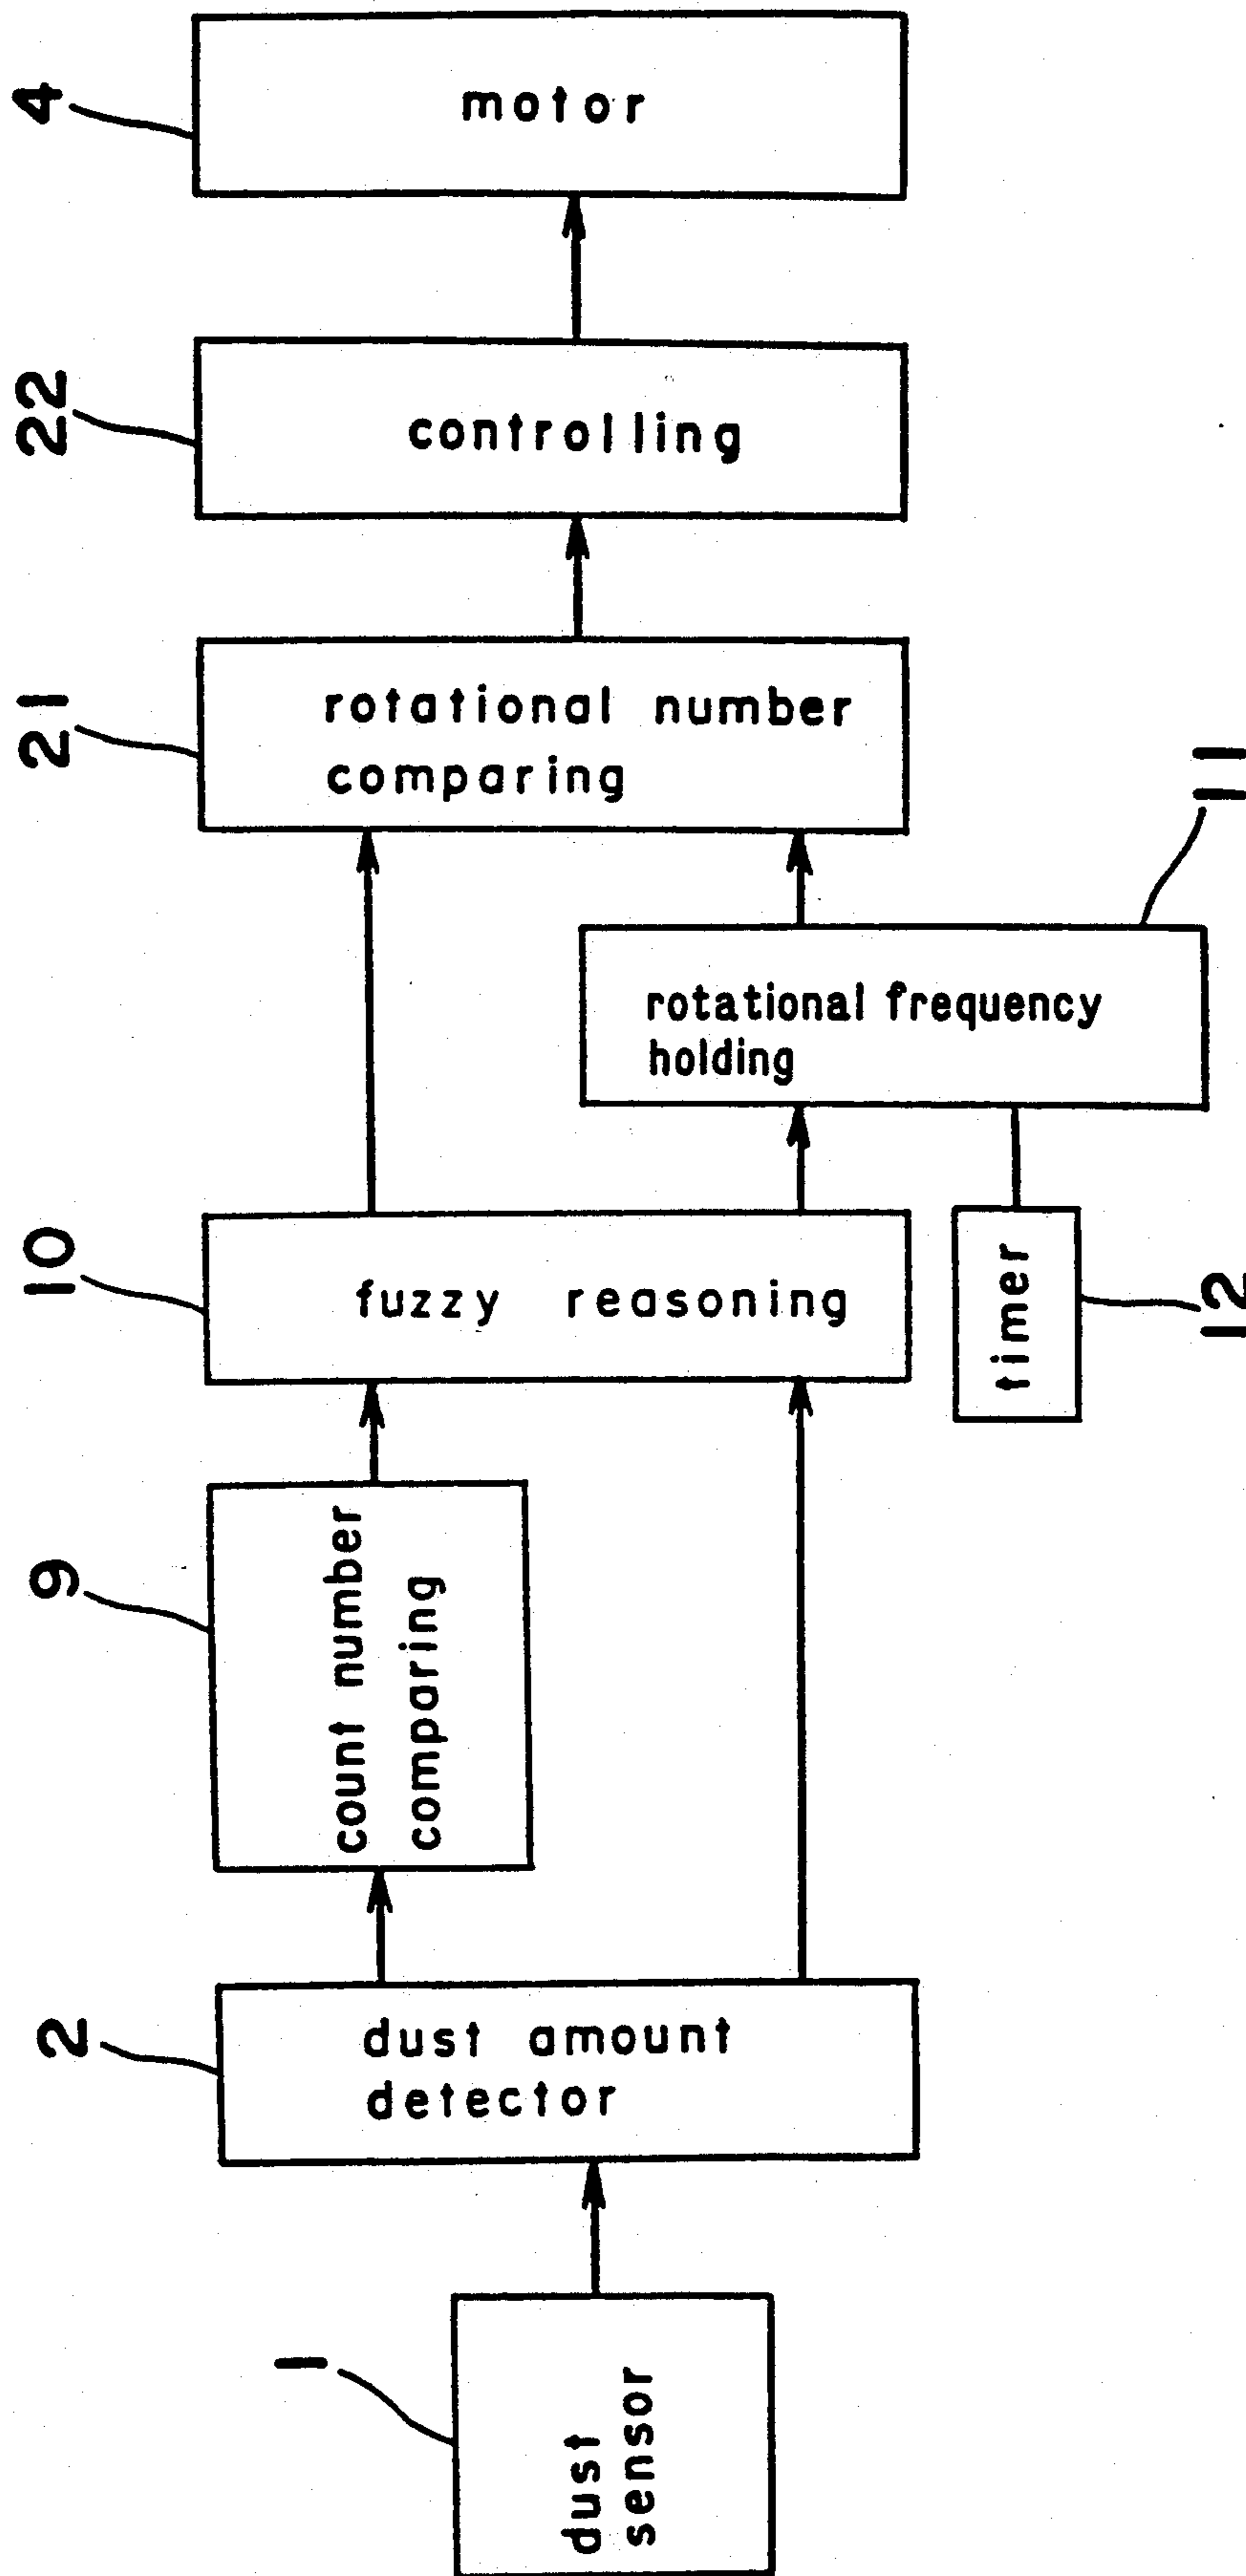 4
motor
22
controlling
21
rotational number
comparing
11
rotational frequency
holding
10
fuzzy reasoning
timer
12
9
count number
comparing
2
dust amount
detector
1
dust
sensor